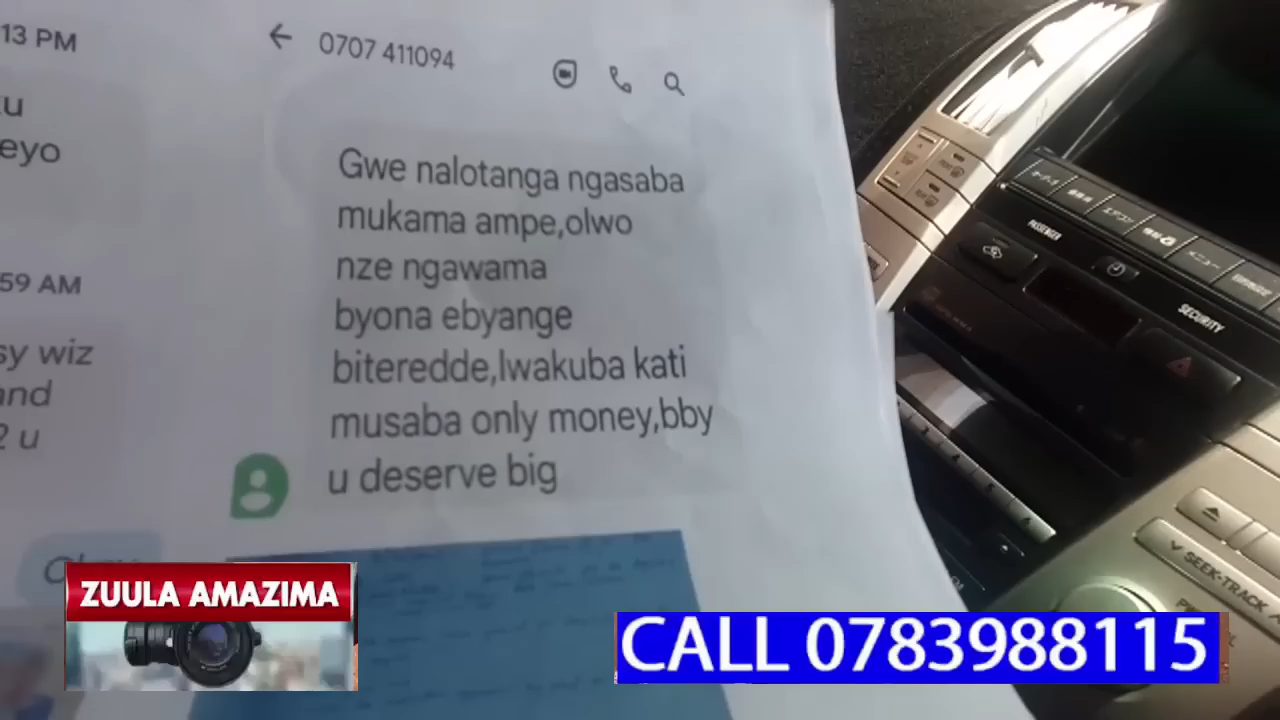 13 PM
eyo
59 AM
sy wiz
and
2 u
0707 411094
Gwe nalotanga ngasaba
mukama ampe,olwo
nze ngawama
byona ebyange
biteredde,lwakuba kati
musaba only money,bby
u deserve big
PASSENGER
SECURITY
SEEK-TRACK
ZUULA AMAZIMA
CALL 0783988115